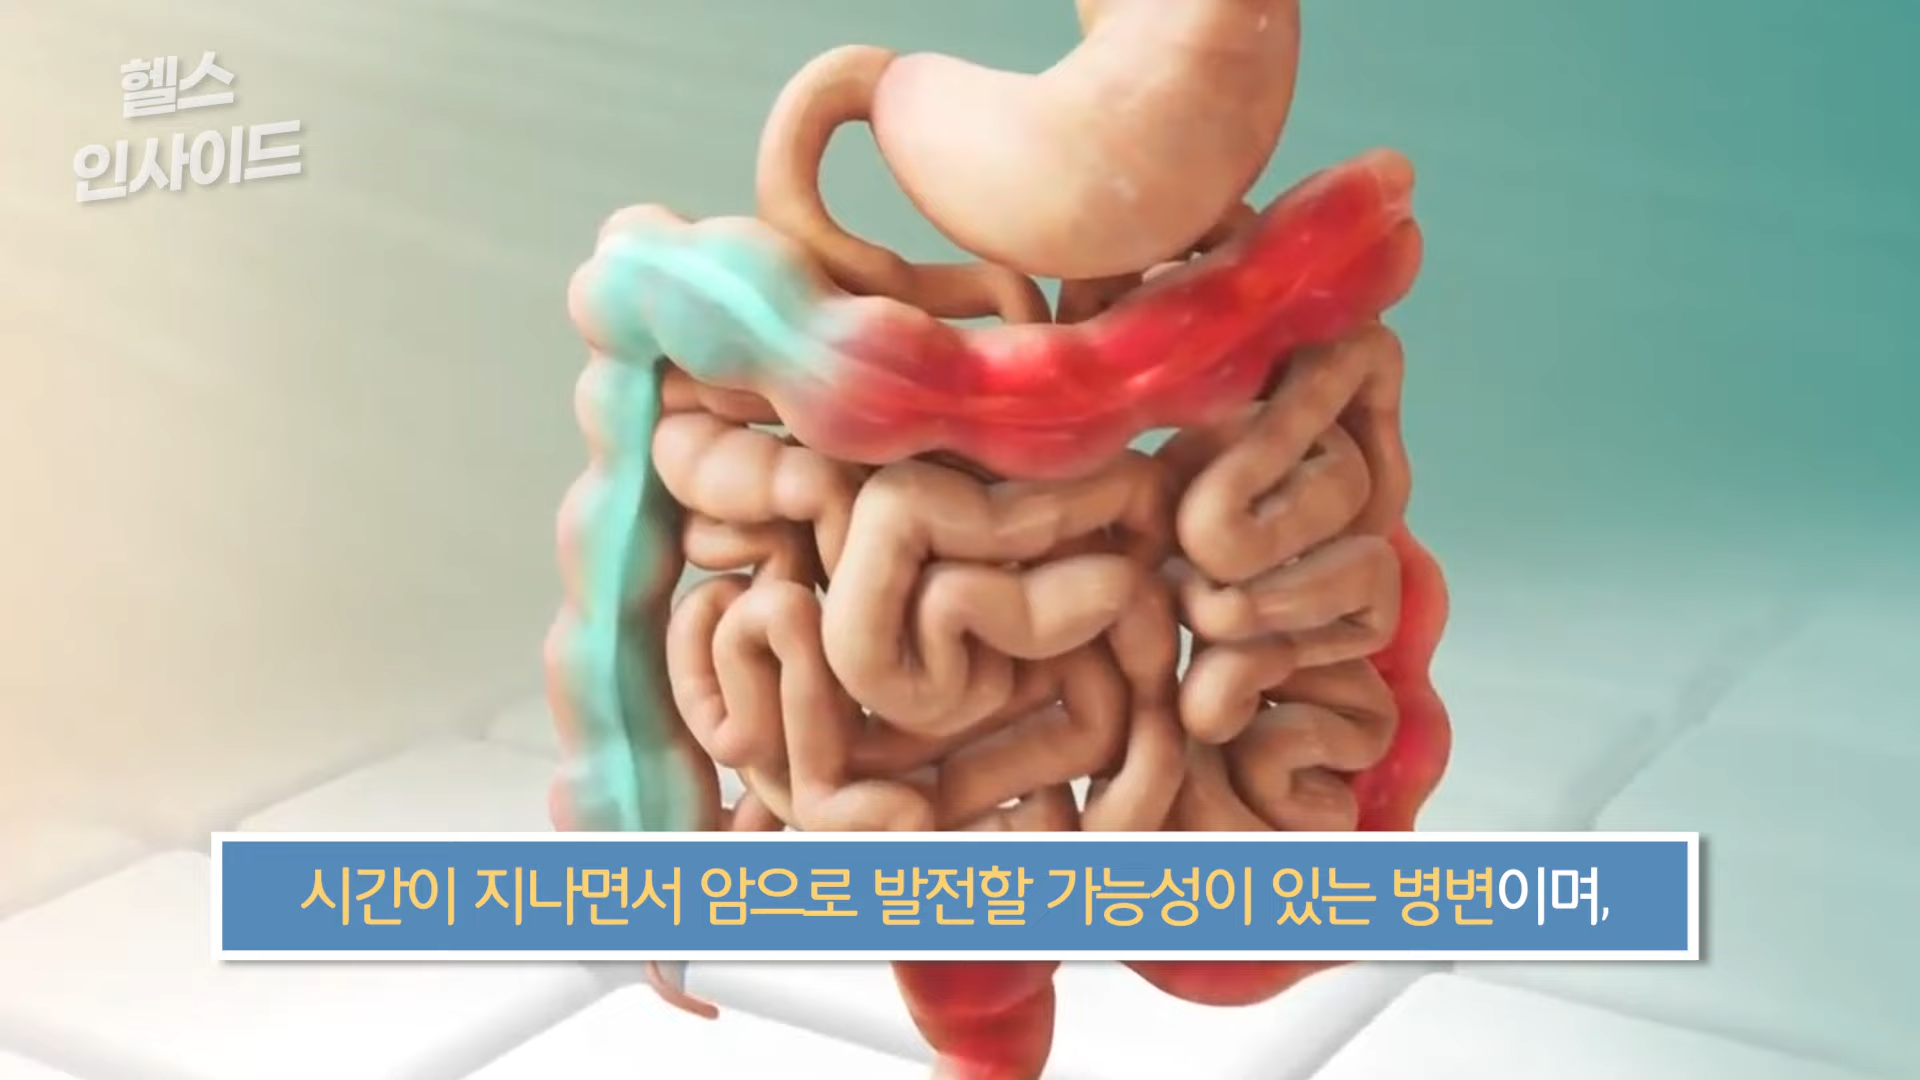 헬스
인사이드
시간이 지나면서 암으로 발전할 가능성이 있는 병변이며,